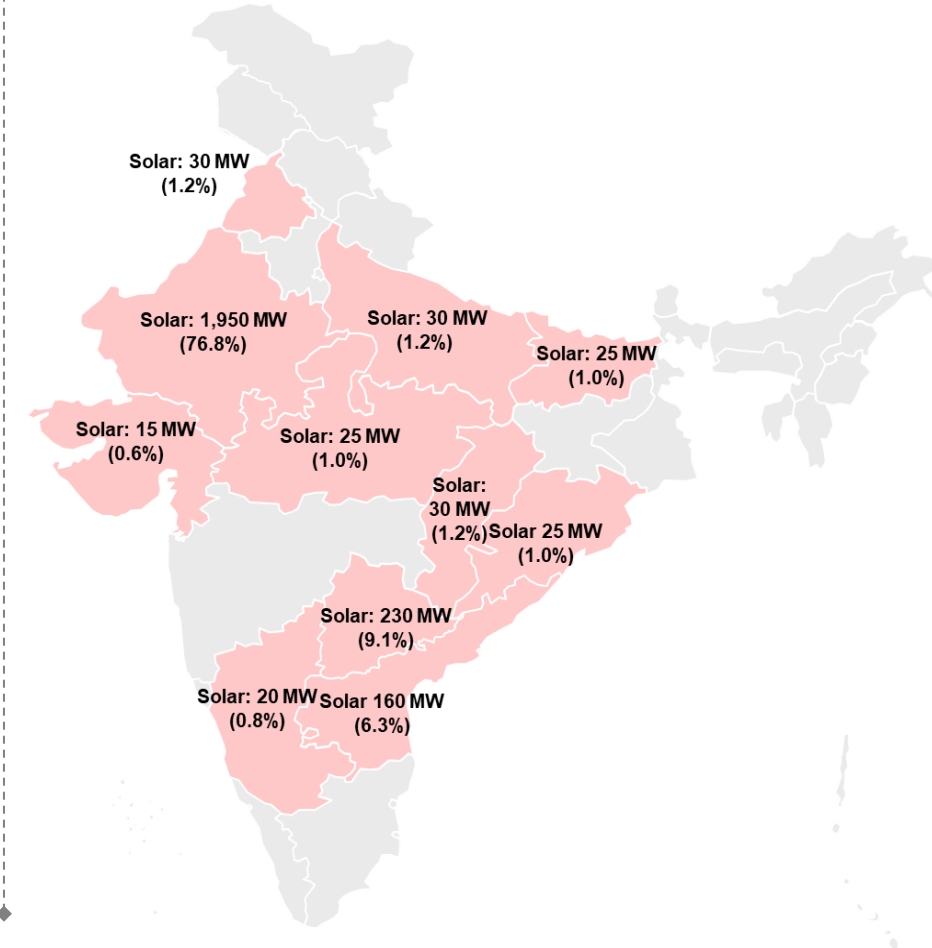 Solar: 30 MW
(1.2%)
Solar: 1,950 MW
(76.8%)
Solar: 30 MW
(1.2%)
Solar: 25 MW
(1.0%)
Solar: 15 MW
(0.6%)
Solar: 25 MW
(1.0%)
Solar:
30 MW
(1.2%)
Solar 25 MW
(1.0%)
Solar: 230 MW
(9.1%)
Solar: 20 MW
(0.8%)
Solar 160 MW
(6.3%)